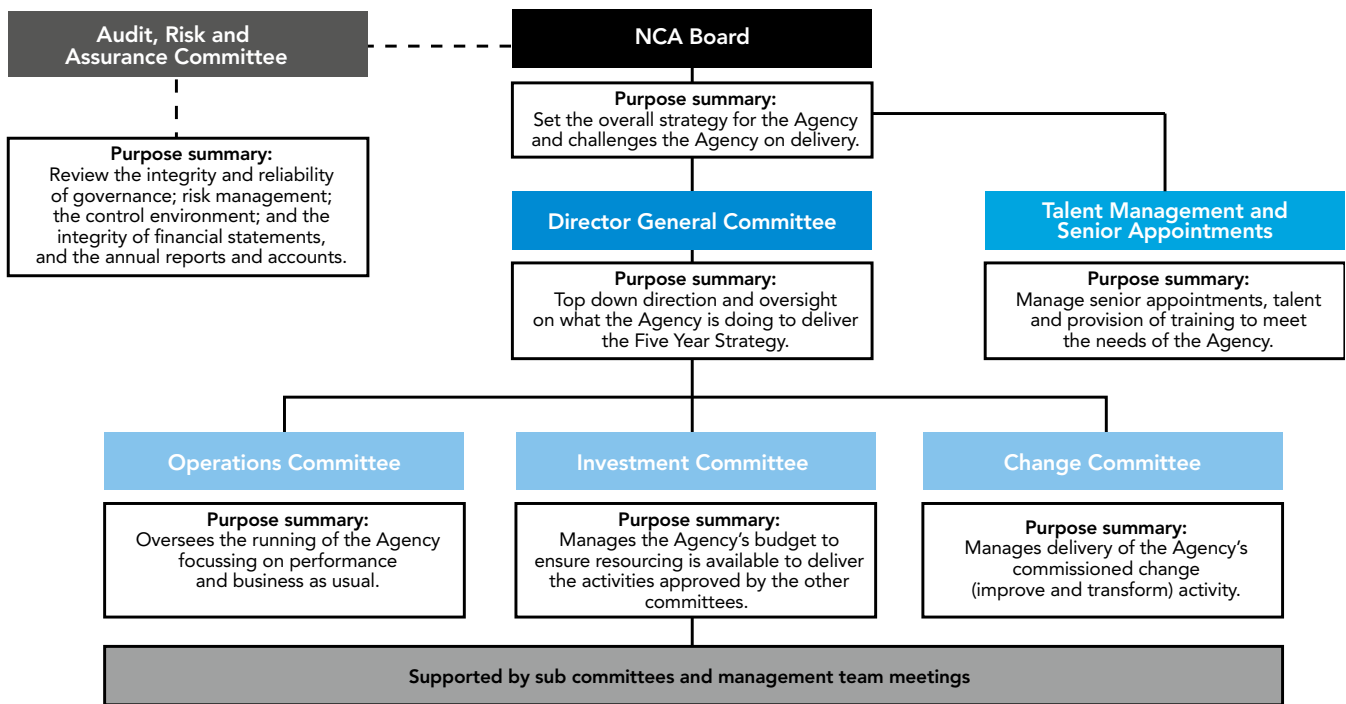 Audit, Risk and
Assurance Committee
NCA Board
Purpose summary:
Set the overall strategy for the Agency
and challenges the Agency on delivery.
Purpose summary:
Review the integrity and reliability
of governance; risk management;
the control environment; and the
integrity of financial statements,
and the annual reports and accounts.
Director General Committee
Talent Management and
Senior Appointments
Purpose summary:
Top down direction and oversight
on what the Agency is doing to deliver
the Five Year Strategy.
Purpose summary:
Manage senior appointments, talent
and provision of training to meet
the needs of the Agency.
Operations Committee
Investment Committee
Change Committee
Purpose summary:
Oversees the running of the Agency
focussing on performance
and business as usual.
Purpose summary:
Manages the Agency’s budget to
ensure resourcing is available to deliver
the activities approved by the other
committees.
Purpose summary:
Manages delivery of the Agency’s
commissioned change
(improve and transform) activity.
Supported by sub committees and management team meetings